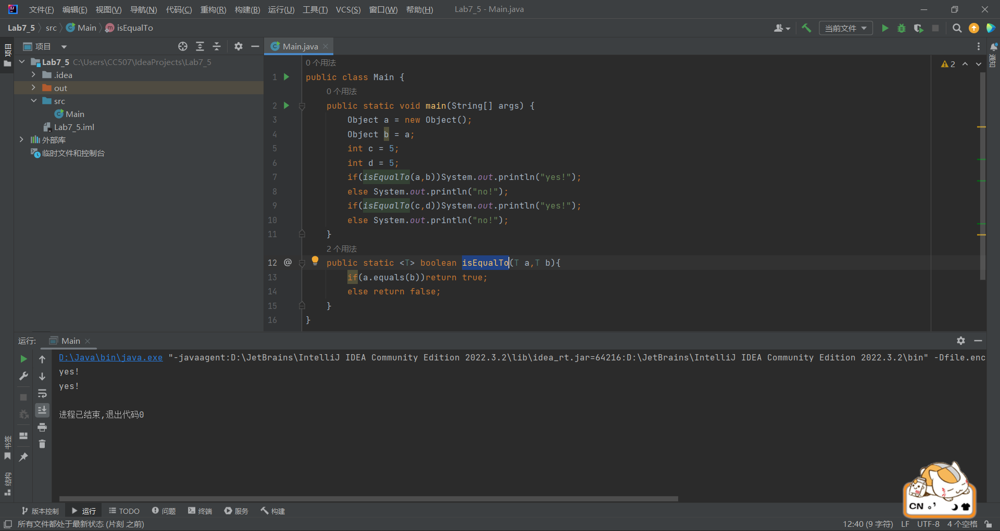 文件(F) 编辑(E) 视图(V) 导航(N) 代码(C) 重构(R) 构建(B) 运行(U) 工具(T) VCS(S) 窗口(W) 帮助(H) Lab7_5 - Main.java
Lab7_5 src Main isEqualTo 当前文件
项目
项目
Main.java
通知
Lab7_5 C:\Users\CC507\IdeaProjects\Lab7_5
.idea
out
src
Main
Lab7_5.iml
外部库
临时文件和控制台
2
0 个用法
1 public class Main {
0 个用法
2 public static void main(String[] args) {
3 Object a = new Object();
4 Object b = a;
5 int c = 5;
6 int d = 5;
7 if(isEqualTo(a,b))System.out.println("yes!");
8 else System.out.println("no!");
9 if(isEqualTo(c,d))System.out.println("yes!");
10 else System.out.println("no!");
11 }
2 个用法
12 @ public static <T> boolean isEqualTo(T a,T b){
13 if(a.equals(b))return true;
14 else return false;
15 }
16 }
运行: Main
D:\Java\bin\java.exe "-javaagent:D:\JetBrains\IntelliJ IDEA Community Edition 2022.3.2\lib\idea_rt.jar=64216:D:\JetBrains\IntelliJ IDEA Community Edition 2022.3.2\bin" -Dfile.enc
yes!
yes!
进程已结束,退出代码0
书签
结构
CN
版本控制 运行 TODO 问题 终端 服务 构建
所有文件都处于最新状态 (片刻 之前) 12:40 (9 字符) LF UTF-8 4 个空格